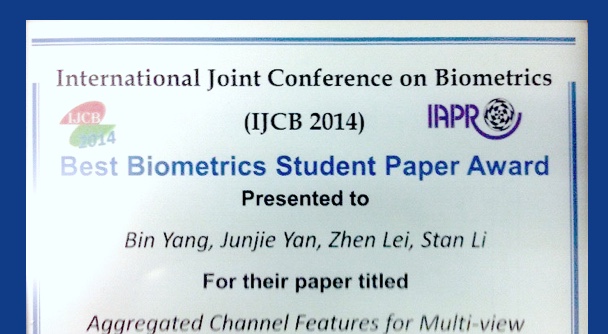 International Joint Conference on Biometrics
IJCB
2014
(IJCB 2014)
IAPR
Best Biometrics Student Paper Award
Presented to
Bin Yang, Junjie Yan, Zhen Lei, Stan Li
For their paper titled
Aggregated Channel Features for Multi-view